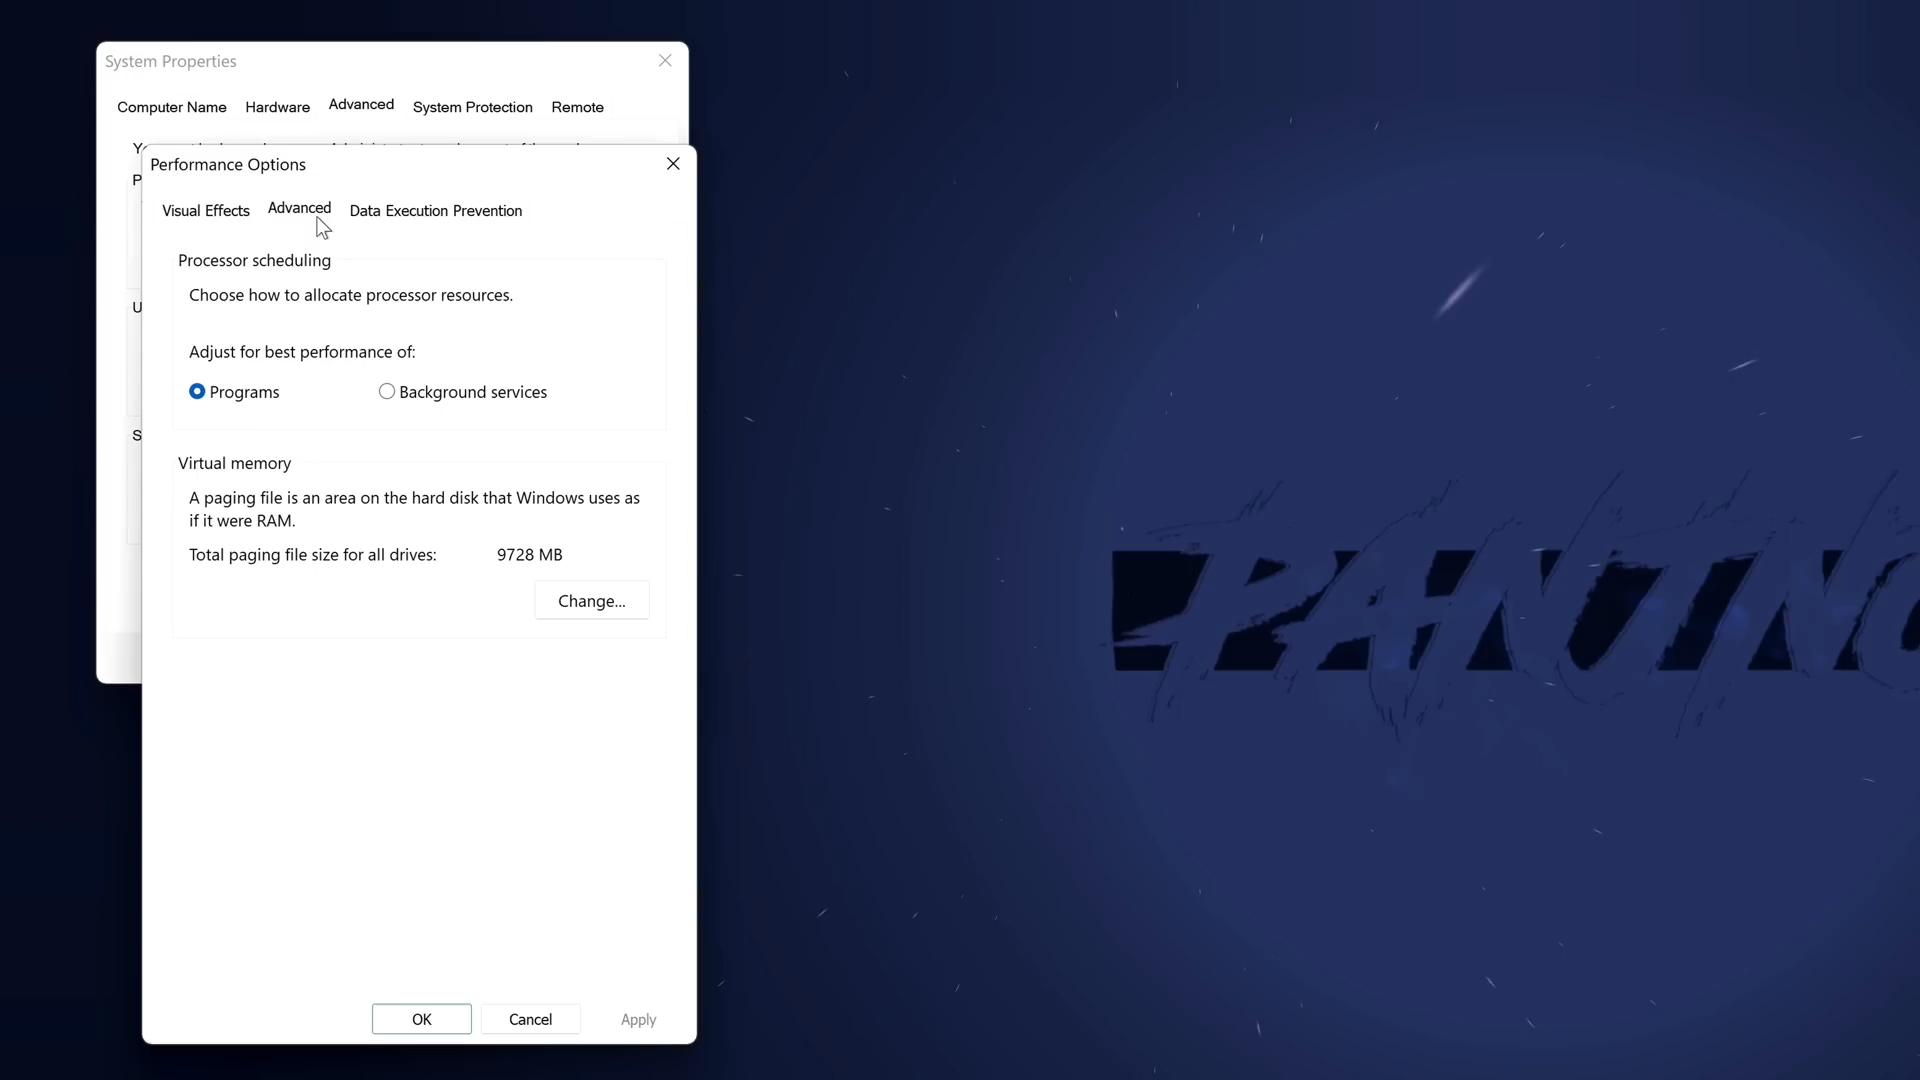 System Properties
Computer Name Hardware Advanced System Protection Remote
Performance Options
Visual Effects Advanced Data Execution Prevention
Processor scheduling
Choose how to allocate processor resources.
Adjust for best performance of:
Programs Background services
Virtual memory
A paging file is an area on the hard disk that Windows uses as
if it were RAM.
Total paging file size for all drives: 9728 MB
Change...
OK Cancel Apply